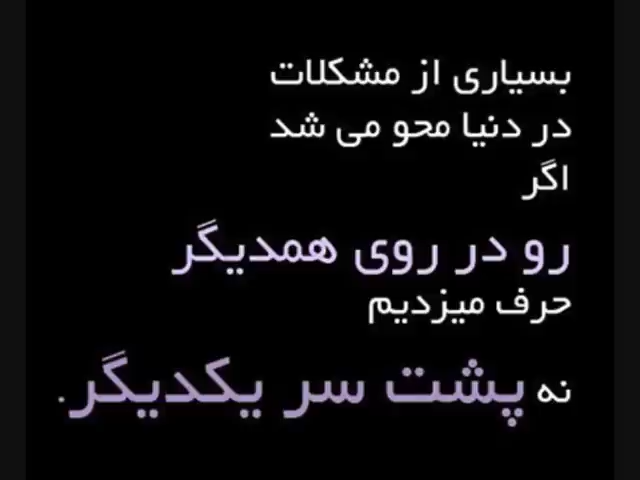 بسیاری از مشکلات
در دنیا محو می شد
اگر
رو در روی همدیگر
حرف میزدیم
نه پشت سر یکدیگر.